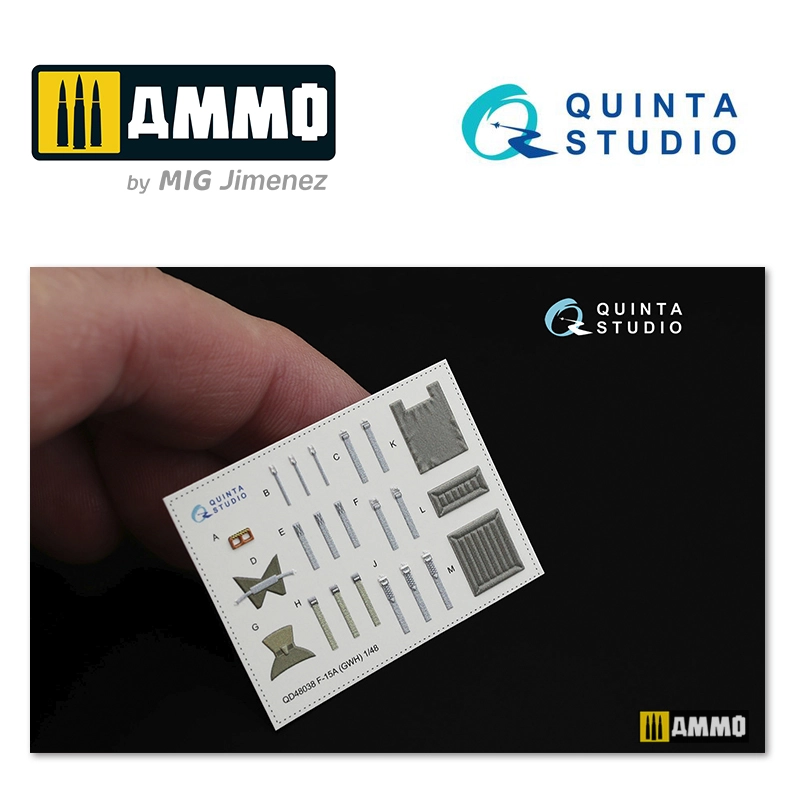 AMMO
by MIG Jimenez
QUINTA
STUDIO
QUINTA
STUDIO
QUINTA
STUDIO
A
B
C
K
D
E
F
L
G
H
J
M
QD48038 F-15A (GWH) 1/48
AMMO